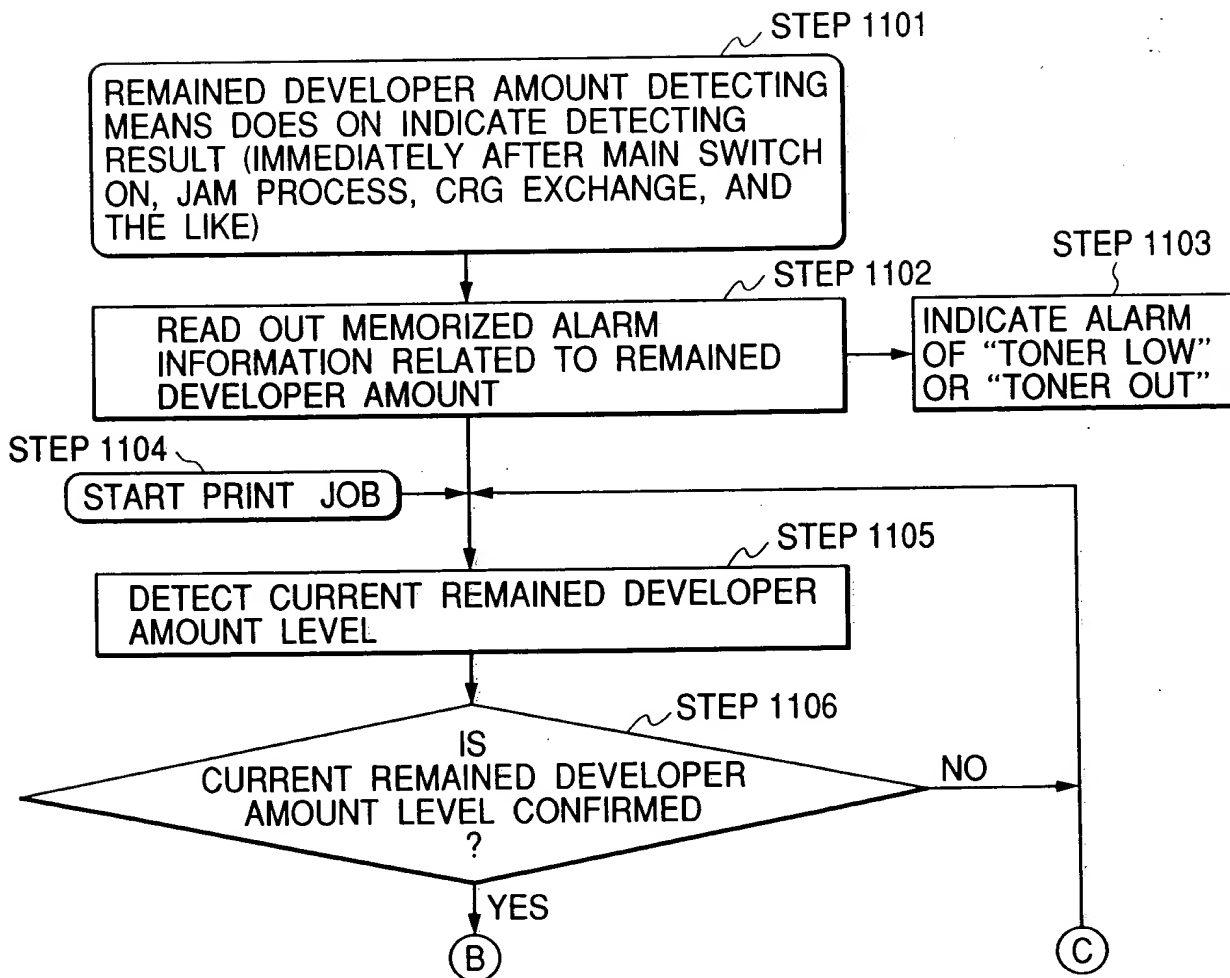 STEP 1101
REMAINED DEVELOPER AMOUNT DETECTING
MEANS DOES ON INDICATE DETECTING
RESULT (IMMEDIATELY AFTER MAIN SWITCH
ON, JAM PROCESS, CRG EXCHANGE, AND
THE LIKE)
STEP 1102
READ OUT MEMORIZED ALARM
INFORMATION RELATED TO REMAINED
DEVELOPER AMOUNT
STEP 1103
INDICATE ALARM
OF “TONER LOW”
OR “TONER OUT”
STEP 1104
START PRINT JOB
STEP 1105
DETECT CURRENT REMAINED DEVELOPER
AMOUNT LEVEL
STEP 1106
IS
CURRENT REMAINED DEVELOPER
AMOUNT LEVEL CONFIRMED
?
NO
YES
B
C